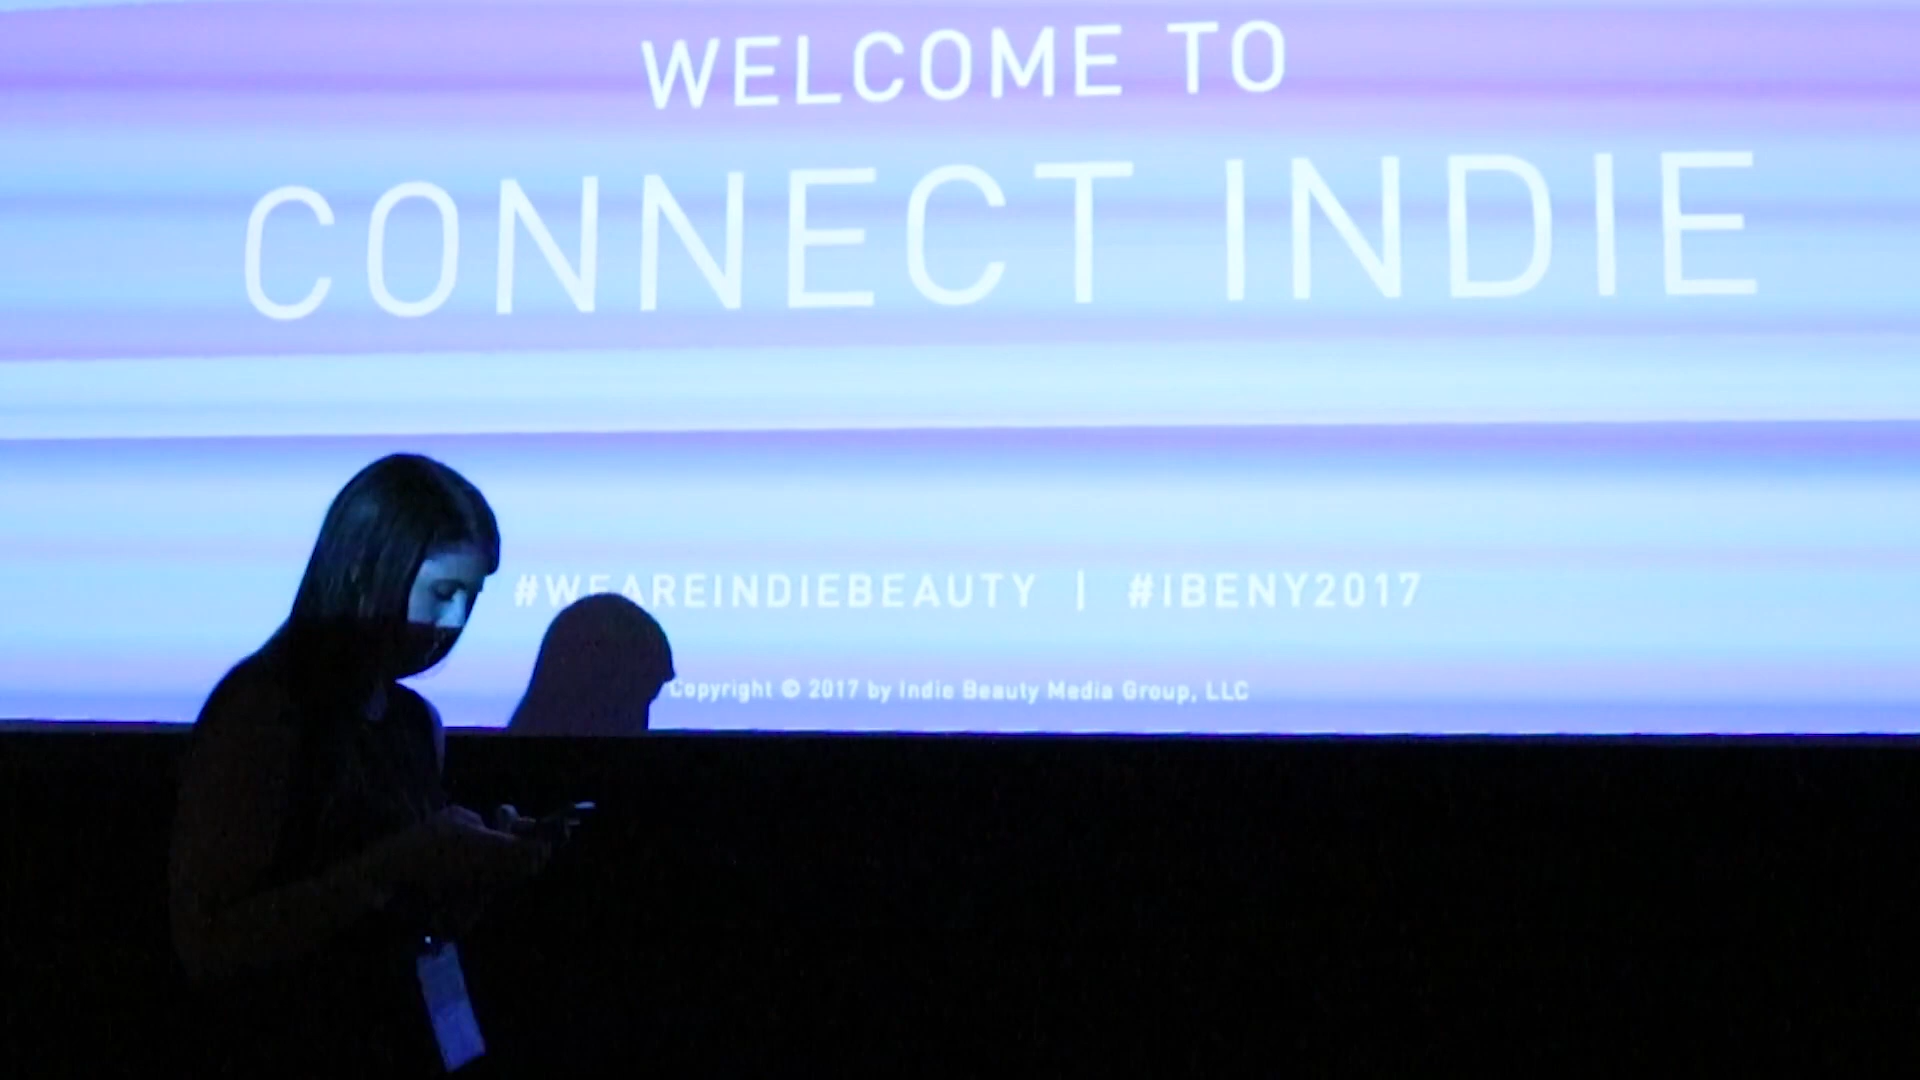 WELCOME TO
CONNECT INDIE
#WEAREINDIEBEAUTY | #IBENY2017
Copyright © 2017 by Indie Beauty Media Group, LLC